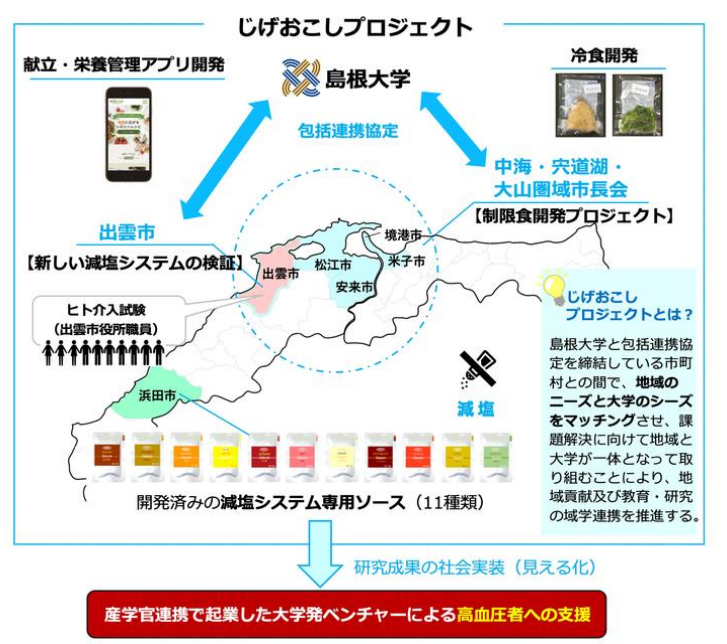 じげおこしプロジェクト
献立・栄養管理アプリ開発
島根大学
冷食開発
包括連携協定
中海・宍道湖・
大山圏域市長会
【制限食開発プロジェクト】
出雲市
【新しい減塩システムの検証】
境港市
米子市
松江市
出雲市
安来市
ヒト介入試験
(出雲市役所職員)
浜田市
減塩
じげおこし
プロジェクトとは？
島根大学と包括連携協
定を締結している市町
村との間で、地域の
ニーズと大学のシーズ
をマッチングさせ、課
題解決に向けて地域と
大学が一体となって取
り組むことにより、地
域貢献及び教育・研究
の域学連携を推進する。
開発済みの減塩システム専用ソース（11種類）
研究成果の社会実装（見える化）
産学官連携で起業した大学発ベンチャーによる高血圧者への支援